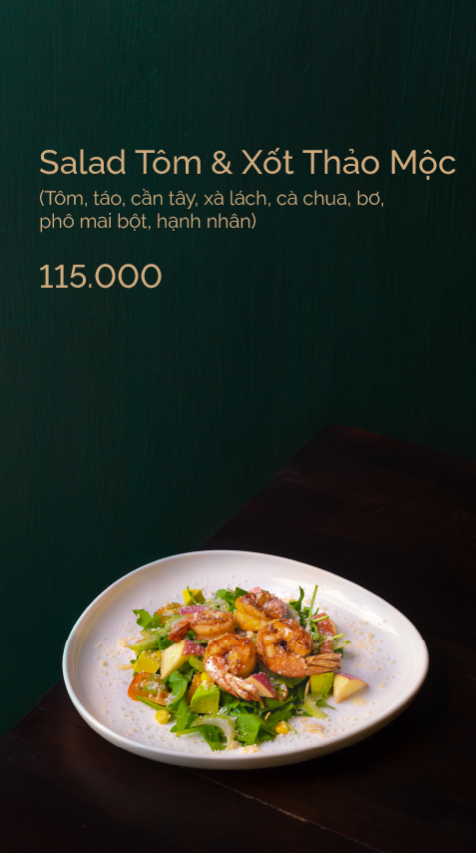 Salad Tôm & Xốt Thảo Mộc
(Tôm, táo, cần tây, xà lách, cà chua, bơ,
phô mai bột, hạnh nhân)
115.000